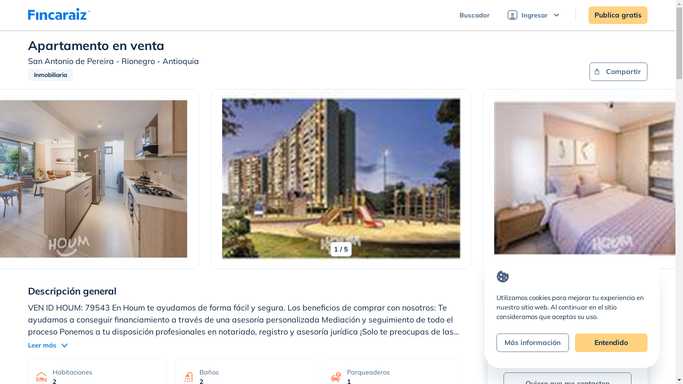 Fincaraiz
Buscador
Ingresar
Publica gratis
Apartamento en venta
San Antonio de Pereira - Rionegro - Antioquia
Inmobiliaria
Compartir
HOUM
HOUM
HOUM
1 / 5
Descripción general
VEN ID HOUM: 79543 En Houm te ayudamos de forma fácil y segura. Los beneficios de comprar con nosotros: Te
ayudamos a conseguir financiamiento a través de una asesoría personalizada Mediación y seguimiento de todo el
proceso Ponemos a tu disposición profesionales en notariado, registro y asesoría jurídica ¡Solo te preocupas de las...
Leer más
Habitaciones
2
Baños
2
Parqueaderos
1
Utilizamos cookies para mejorar tu experiencia en
nuestro sitio web. Al continuar en el sitio
consideramos que aceptas su uso.
Más información
Entendido
Quiero que me contacten